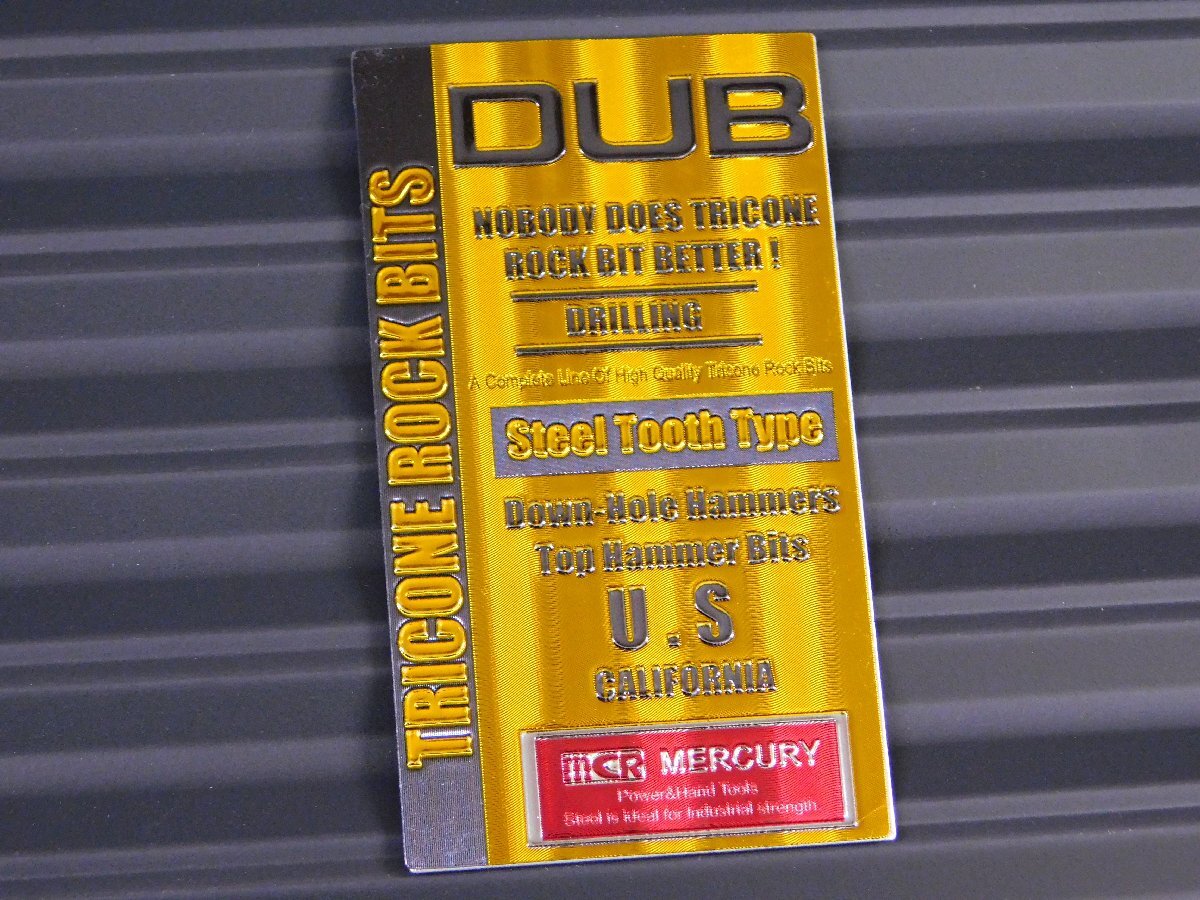 TRICONE ROCK BITS
DUB
NOBODY DOES TRICONE
ROCK BIT BETTER !
DRILLING
A Complete Line Of High Quality Tricone Rock Bits
Steel Tooth Type
Down-Hole Hammers
Top Hammer Bits
U . S
CALIFORNIA
MCR MERCURY
Power&Hand Tools
Steel is Ideal for Industrial strength